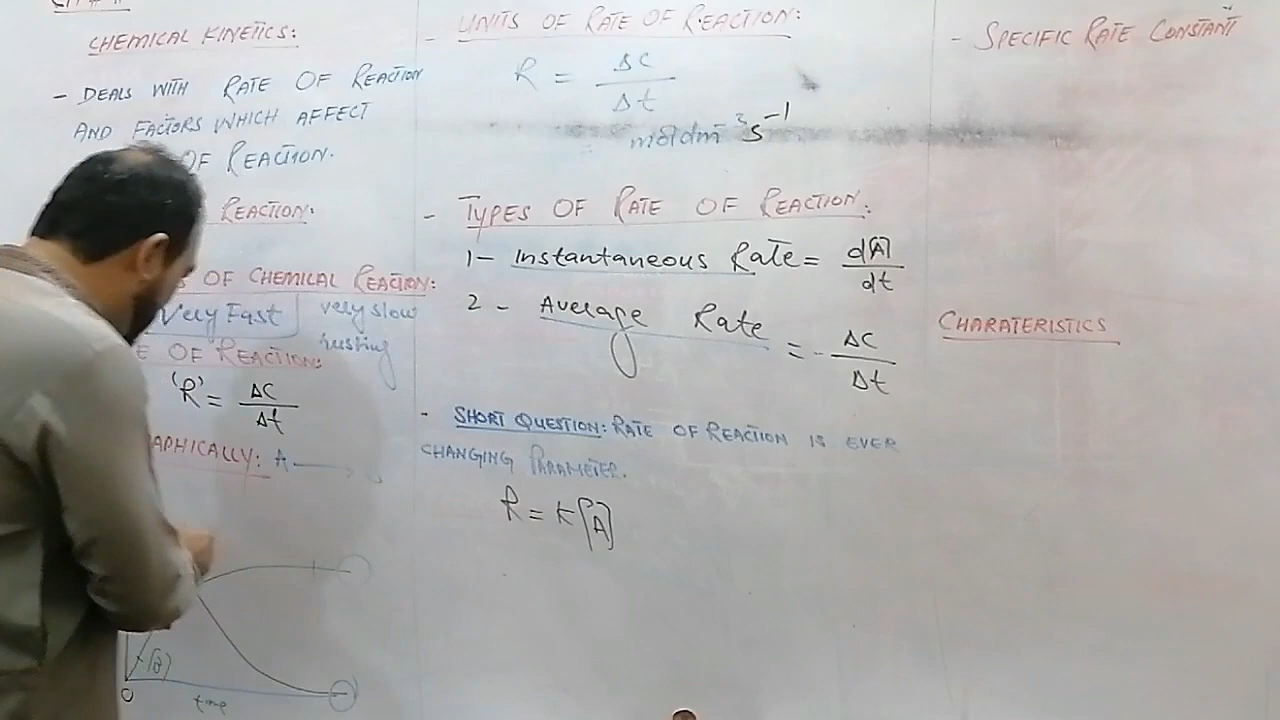 CHEMICAL KINETICS:
- DEALS WITH RATE OF REACTION
AND FACTORS WHICH AFFECT
OF REACTION.
REACTION:
OF CHEMICAL REACTION:
Very Fast very slow
rusting
OF REACTION:
'R' = ΔC / Δt
APHICALLY: A →
[B]
0
time
- UNITS OF RATE OF REACTION:
R = ΔC / Δt
= mol dm⁻³ s⁻¹
- TYPES OF RATE OF REACTION:
1- Instantaneous Rate = d[A] / dt
2 - Average Rate = - ΔC / Δt
- SHORT QUESTION: RATE OF REACTION IS EVER
CHANGING PARAMETER.
R = K[A]
- SPECIFIC RATE CONSTANT
CHARATERISTICS